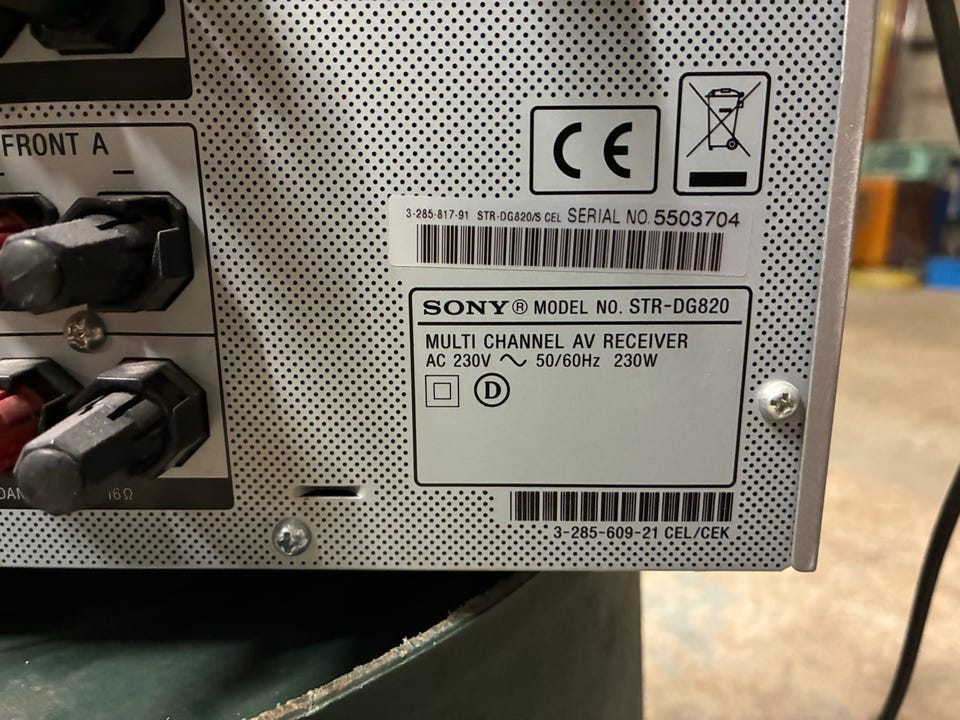 FRONT A
CE
3-285-817-91 STR-DG820/S CEL SERIAL NO. 5503704
SONY® MODEL NO. STR-DG820
MULTI CHANNEL AV RECEIVER
AC 230V ~ 50/60Hz 230W
D
16Ω
3-285-609-21 CEL/CEK